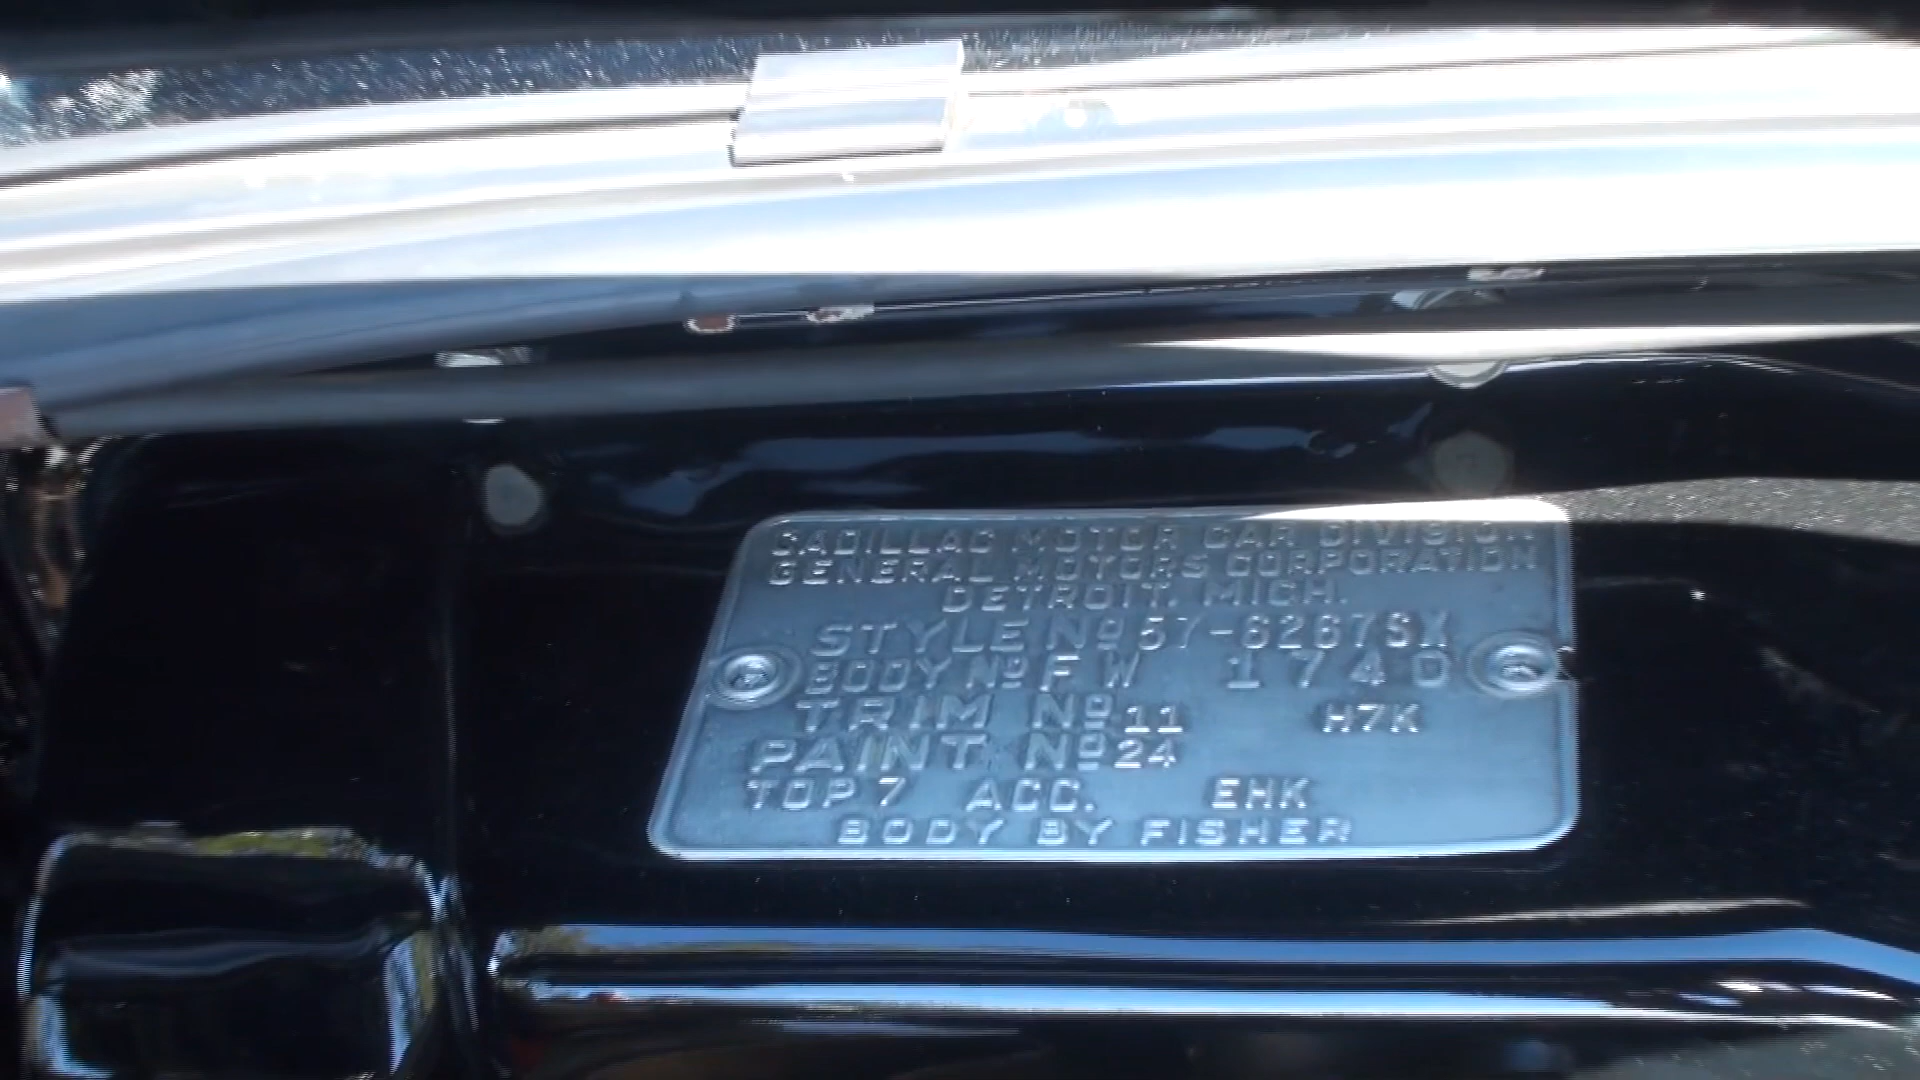 CADILLAC MOTOR CAR DIVISION
GENERAL MOTORS CORPORATION
DETROIT, MICH.
STYLE Nº 57-6267SX
BODY Nº FW 1740
TRIM Nº 11 H7K
PAINT Nº 24
TOP 7 ACC. EHK
BODY BY FISHER